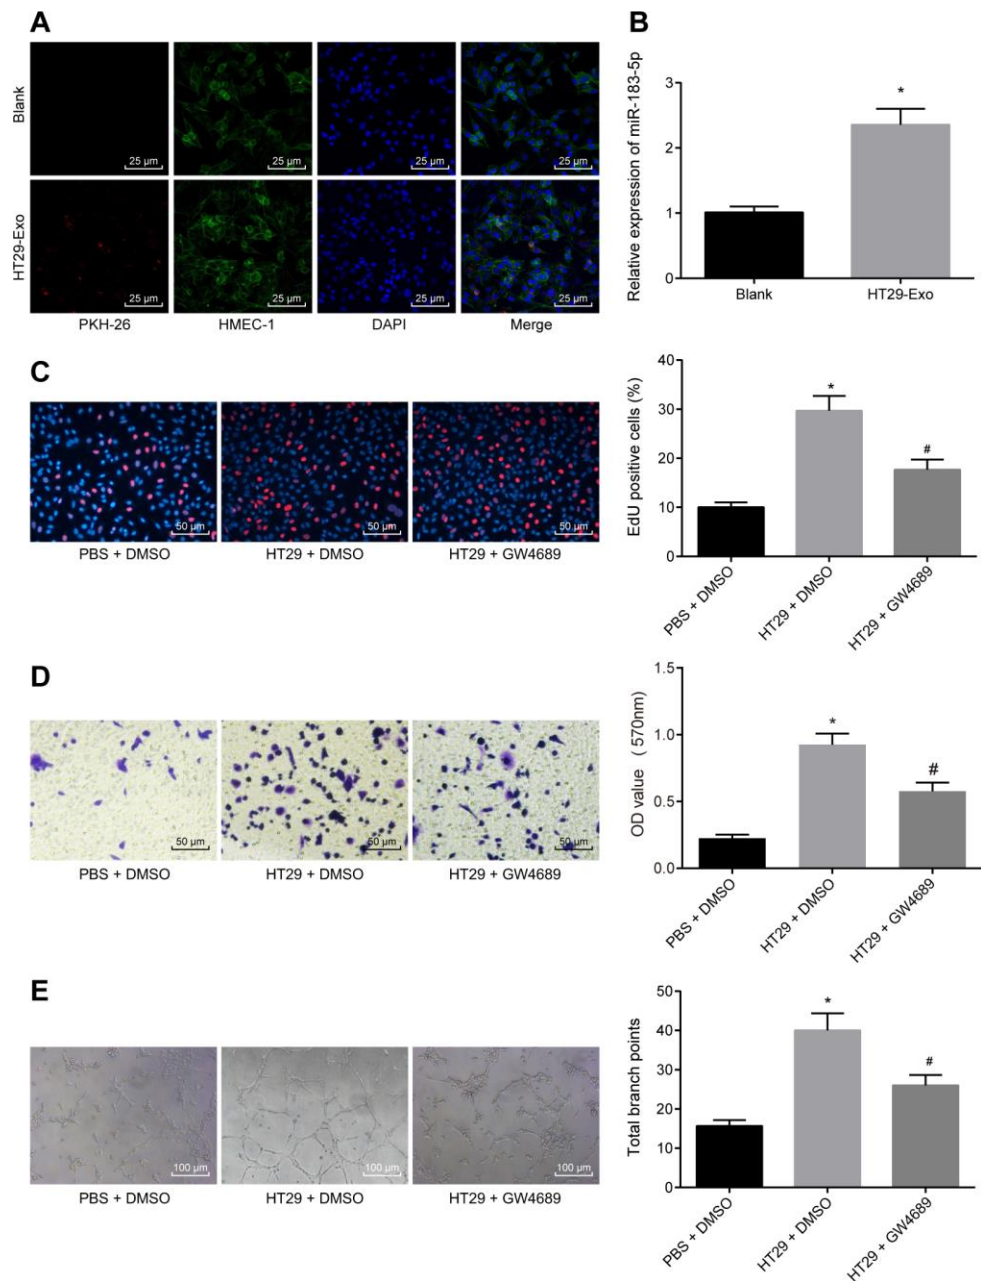 A
Blank
25 μm
25 μm
25 μm
25 μm
HT29-Exo
25 μm
25 μm
25 μm
25 μm
PKH-26
HMEC-1
DAPI
Merge
B
Relative expression of miR-183-5p
3
2
1
0
*
Blank
HT29-Exo
C
50 μm
50 μm
50 μm
PBS + DMSO
HT29 + DMSO
HT29 + GW4689
EdU positive cells (%)
40
30
20
10
0
*
#
PBS + DMSO
HT29 + DMSO
HT29 + GW4689
D
50 μm
50 μm
50 μm
PBS + DMSO
HT29 + DMSO
HT29 + GW4689
OD value ( 570nm)
1.5
1.0
0.5
0.0
*
#
PBS + DMSO
HT29 + DMSO
HT29 + GW4689
E
100 μm
100 μm
100 μm
PBS + DMSO
HT29 + DMSO
HT29 + GW4689
Total branch points
50
40
30
20
10
0
*
#
PBS + DMSO
HT29 + DMSO
HT29 + GW4689